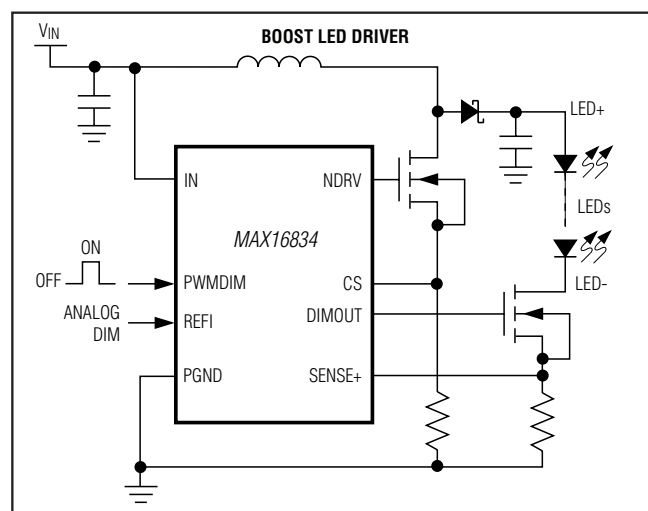 BOOST LED DRIVER
VIN
LED+
IN
NDRV
LEDs
MAX16834
ON
OFF
PWMDIM
CS
LED-
ANALOG
DIM
REFI
DIMOUT
PGND
SENSE+